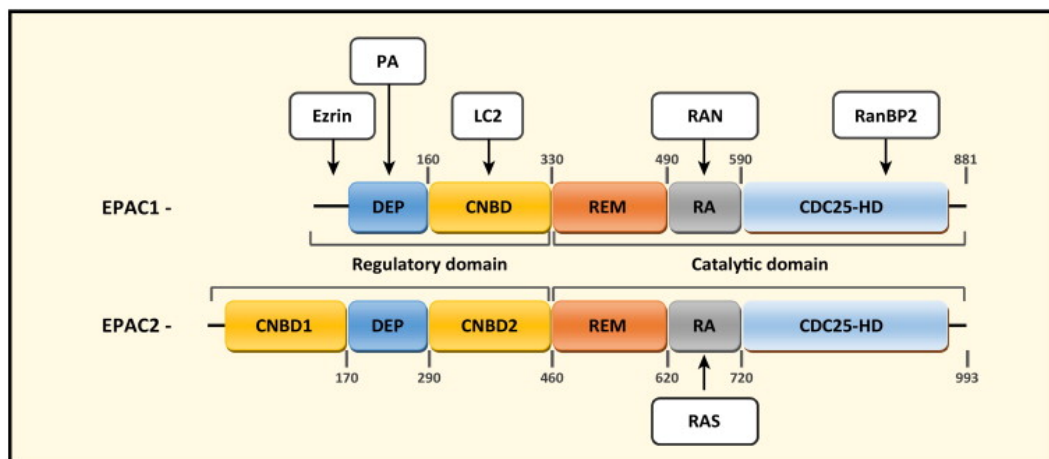 PA
Ezrin LC2 RAN RanBP2
160 330 490 590 881
EPAC1 - DEP CNBD REM RA CDC25-HD
Regulatory domain Catalytic domain
EPAC2 - CNBD1 DEP CNBD2 REM RA CDC25-HD
170 290 460 620 720 993
RAS